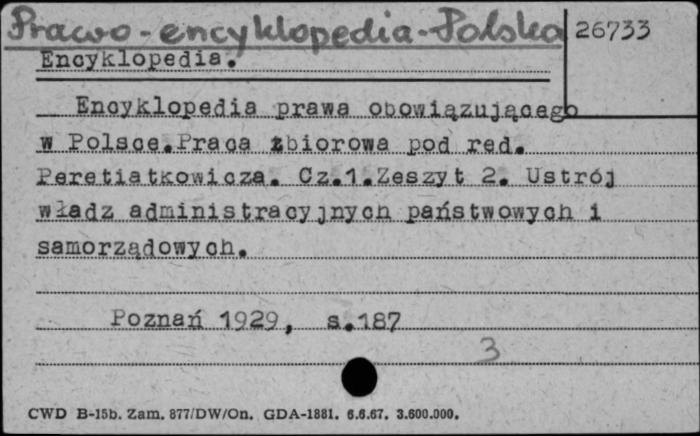 Prawo-encyklopedia-Polska 26733
Encyklopedia.
Encyklopedia prawa obowiązującego
w Polsce.Praca zbiorowa pod red.
Peretiatkowicza. Cz.1.Zeszyt 2. Ustrój
władz administracyjnych państwowych i
samorządowych.
Poznań 1929, s.187
3
CWD B-15b. Zam. 877/DW/On. GDA-1881. 6.6.67. 3.600.000.